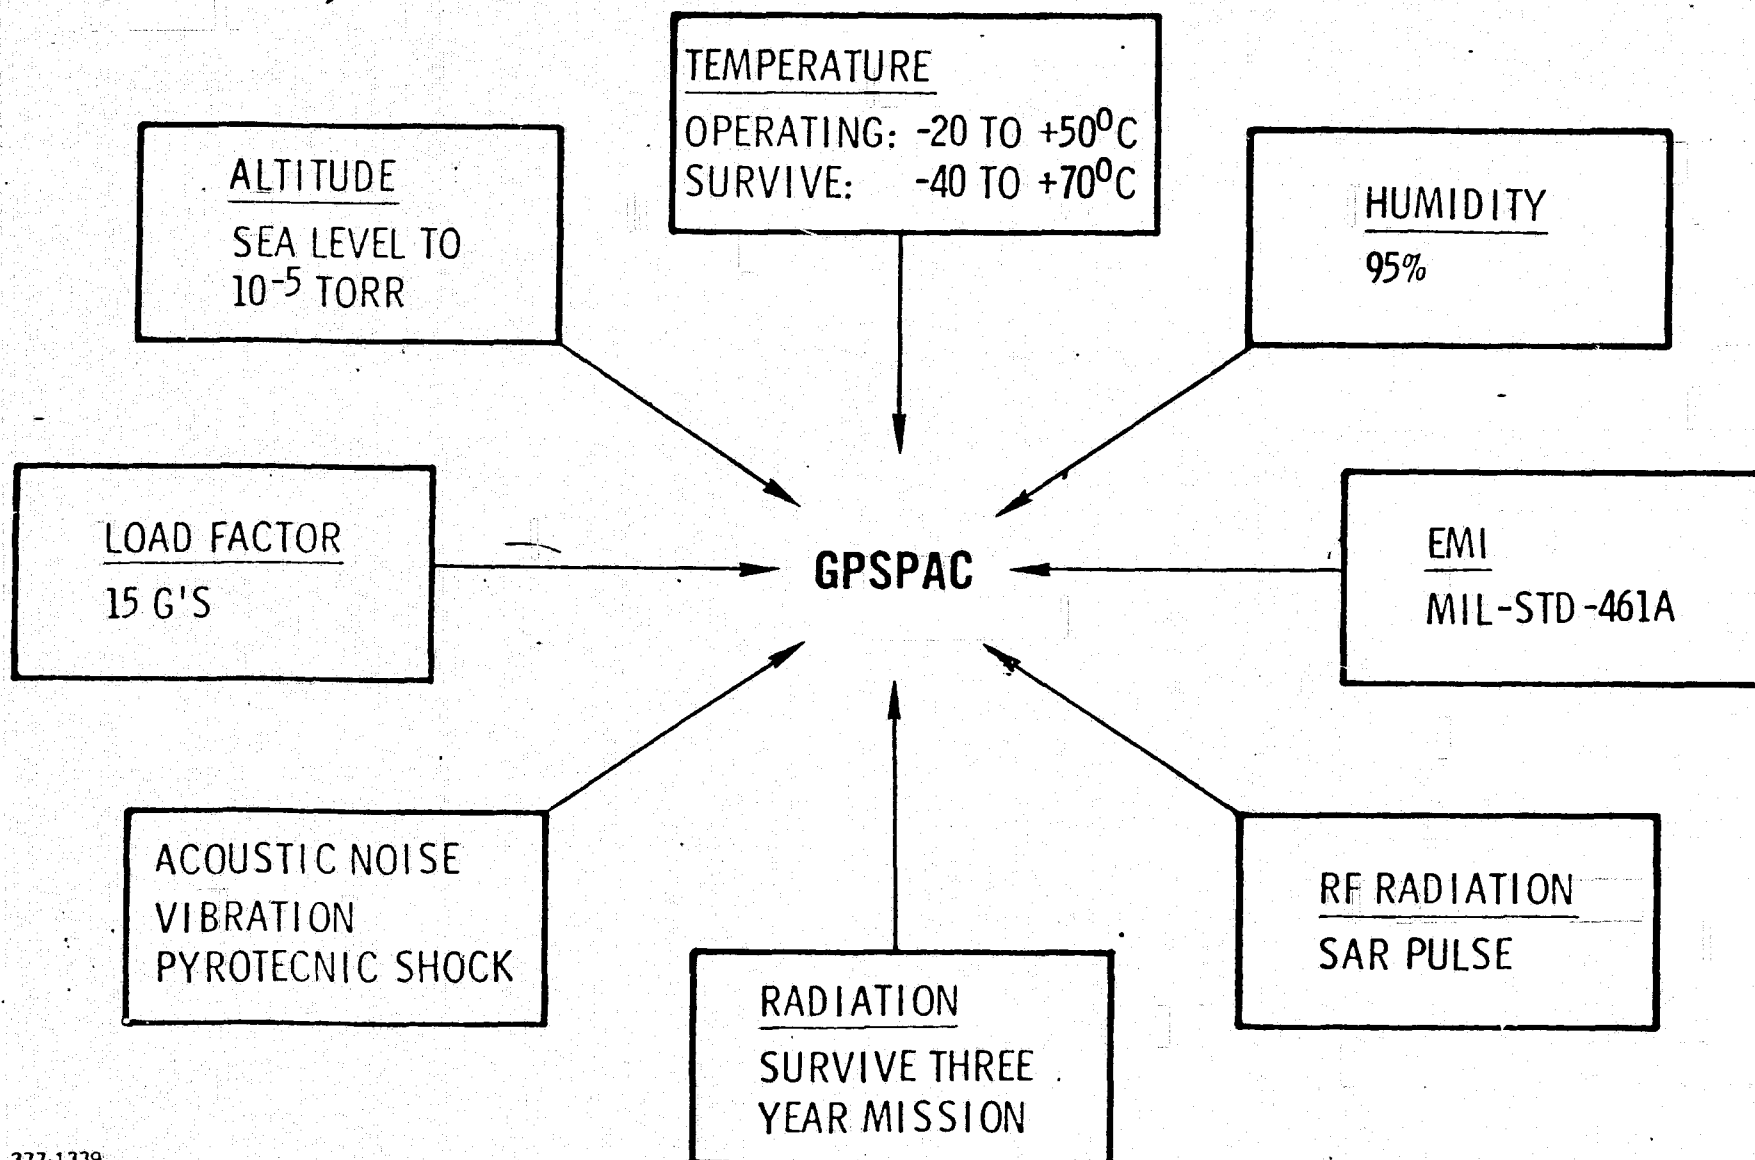 TEMPERATURE
OPERATING: -20 TO +50⁰C
SURVIVE: -40 TO +70⁰C
ALTITUDE
SEA LEVEL TO
10⁻⁵ TORR
HUMIDITY
95%
LOAD FACTOR
15 G'S
GPSPAC
EMI
MIL-STD-461A
ACOUSTIC NOISE
VIBRATION
PYROTECNIC SHOCK
RADIATION
SURVIVE THREE
YEAR MISSION
RF RADIATION
SAR PULSE